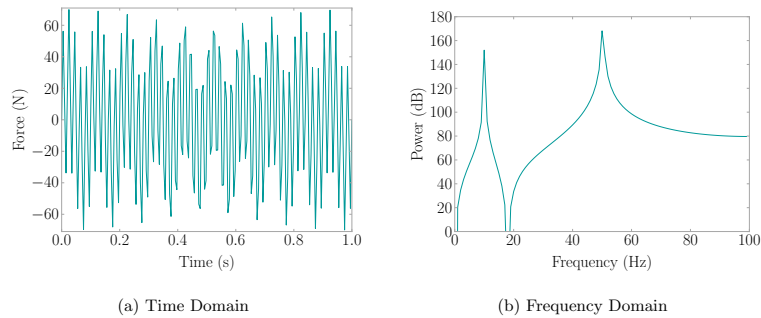 Force (N)
60
40
20
0
−20
−40
−60
0.0 0.2 0.4 0.6 0.8 1.0
Time (s)
(a) Time Domain
Power (dB)
180
160
140
120
100
80
60
40
20
0
0 20 40 60 80 100
Frequency (Hz)
(b) Frequency Domain